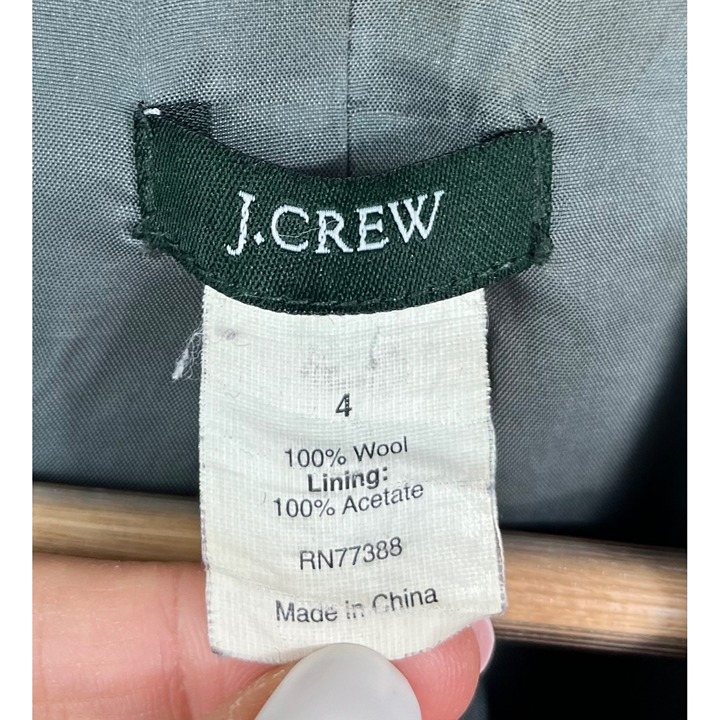 J.CREW
4
100% Wool
Lining:
100% Acetate
RN77388
Made in China